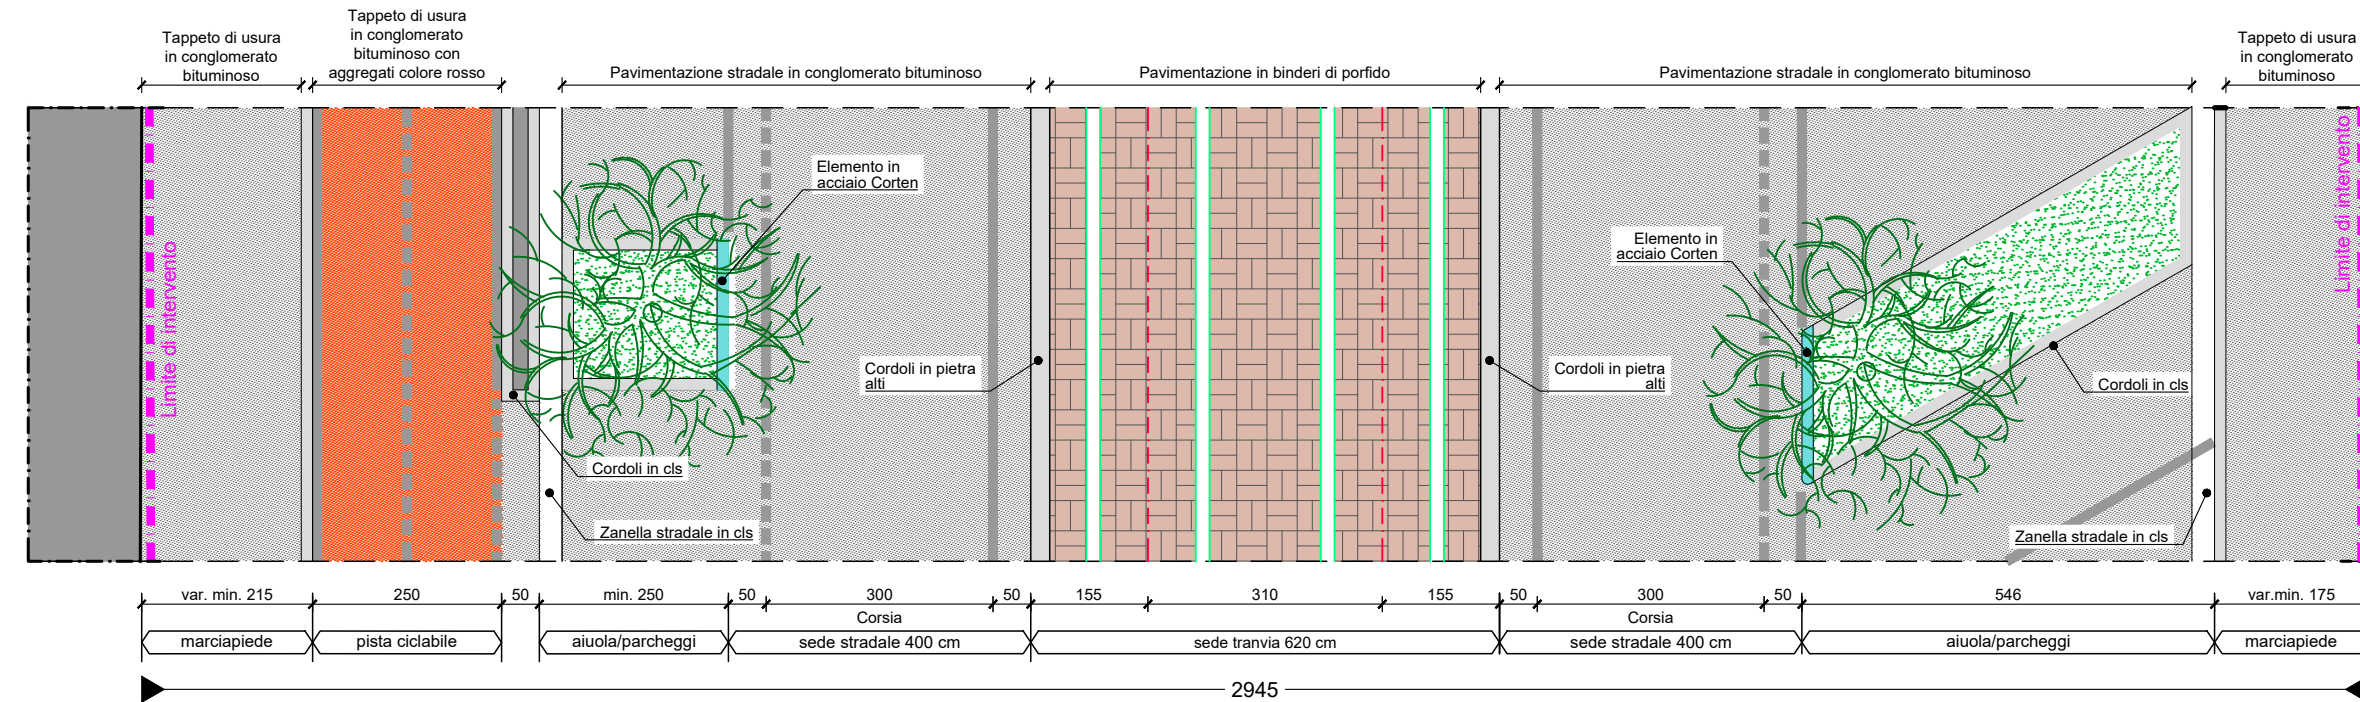 Tappeto di usura
in conglomerato
bituminoso
Tappeto di usura
in conglomerato
bituminoso con
aggregati colore rosso
Pavimentazione stradale in conglomerato bituminoso
Pavimentazione in binderi di porfido
Pavimentazione stradale in conglomerato bituminoso
Tappeto di usura
in conglomerato
bituminoso
Limite di intervento
Elemento in
acciaio Corten
Cordoli in pietra
alti
Cordoli in cls
Zanella stradale in cls
Elemento in
acciaio Corten
Cordoli in pietra
alti
Cordoli in cls
Zanella stradale in cls
Limite di intervento
var. min. 215
250
50
min. 250
50
300
50
155
310
155
50
300
50
546
var.min. 175
Corsia
Corsia
marciapiede
pista ciclabile
aiuola/parcheggi
sede stradale 400 cm
sede tranvia 620 cm
sede stradale 400 cm
aiuola/parcheggi
marciapiede
2945